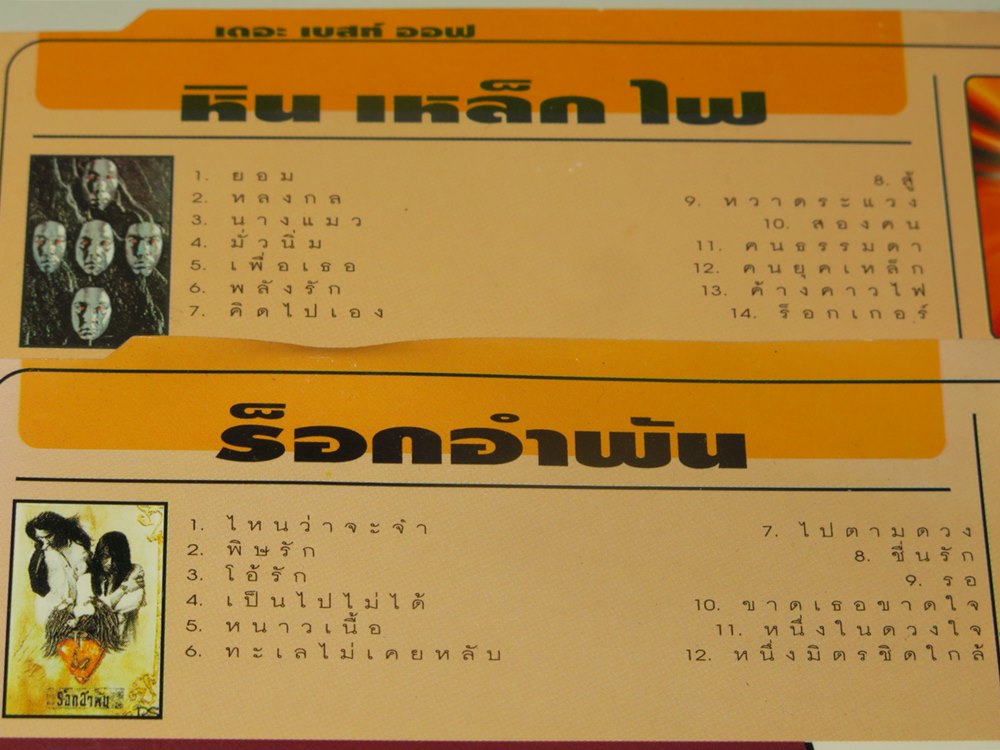 เดอะ เบสท์ ออฟ
หิน เหล็ก ไฟ
1. ยอม
2. หลงกล
3. นางแมว
4. มั่วนิ่ม
5. เพื่อเธอ
6. พลังรัก
7. คิดไปเอง
8. สู้
9. หวาดระแวง
10. สองคน
11. คนธรรมดา
12. คนยุคเหล็ก
13. ค้างคาวไฟ
14. ร็อกเกอร์
ร็อกอำพัน
1. ไหนว่าจะจำ
2. พิษรัก
3. โอ้รัก
4. เป็นไปไม่ได้
5. หนาวเนื้อ
6. ทะเลไม่เคยหลับ
7. ไปตามดวง
8. ชื่นรัก
9. รอ
10. ขาดเธอขาดใจ
11. หนึ่งในดวงใจ
12. หนึ่งมิตรชิดใกล้
ร็อกอำพัน